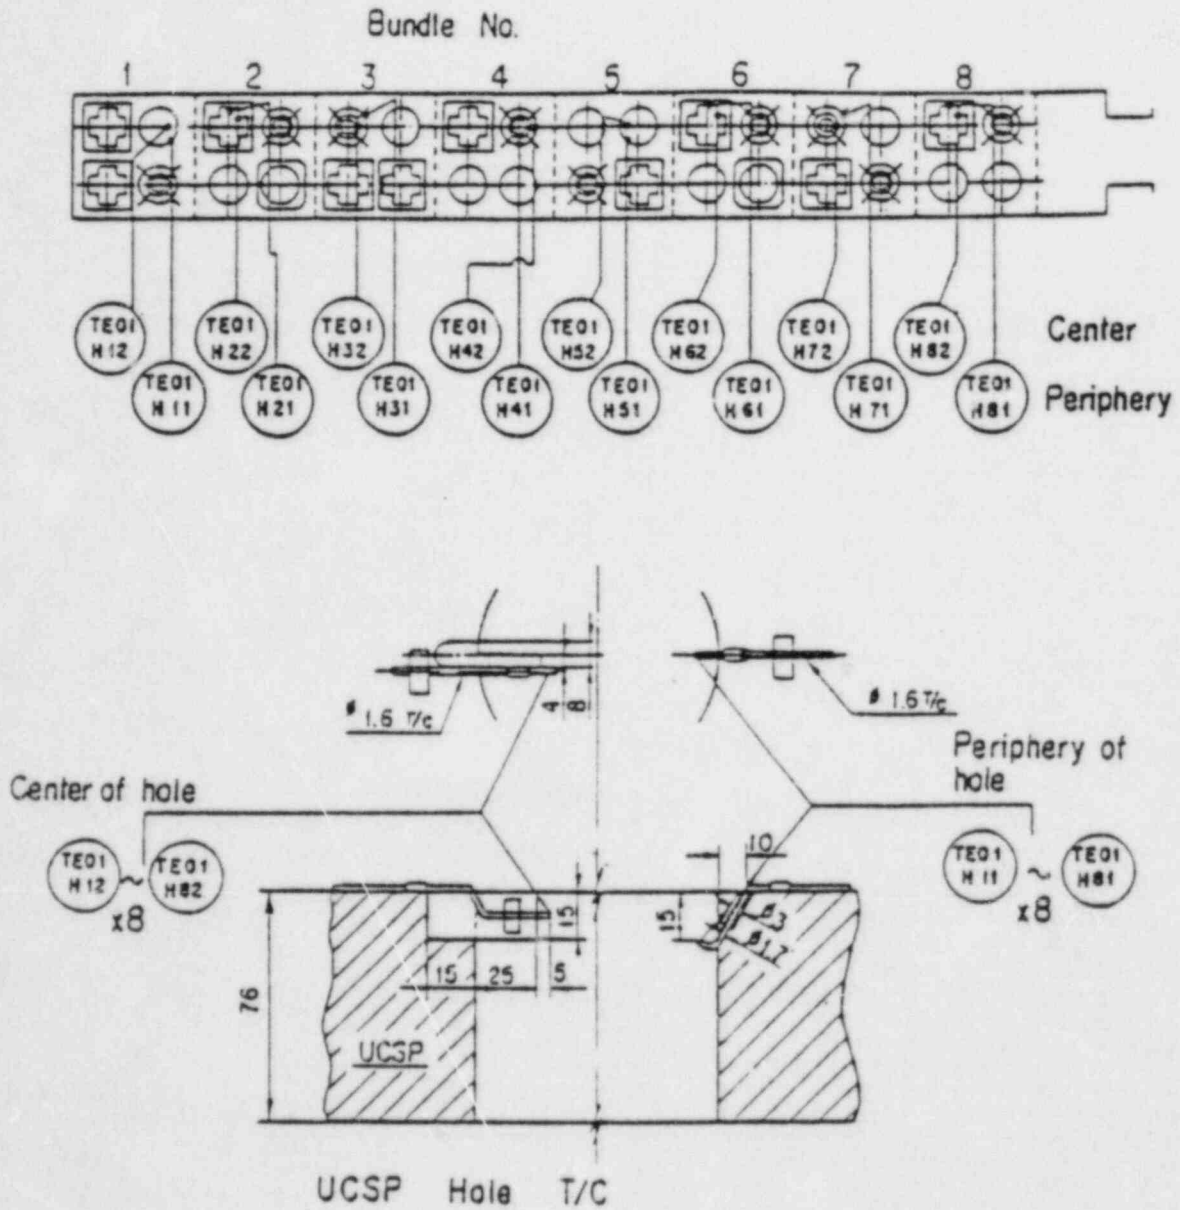 Bundle No.
1 2 3 4 5 6 7 8
TE01 H12 TE01 H22 TE01 H32 TE01 H42 TE01 H52 TE01 H62 TE01 H72 TE01 H82 Center
TE01 H11 TE01 H21 TE01 H31 TE01 H41 TE01 H51 TE01 H61 TE01 H71 TE01 H81 Periphery
4 8
ø 1.6 T/c
ø 1.6 T/c
Center of hole
Periphery of
hole
TE01 H12 ~ TE01 H82
x8
10
TE01 H11 ~ TE01 H81
x8
15
15
ø3
ø1.7
15 25 5
76
UCSP
UCSP Hole T/C